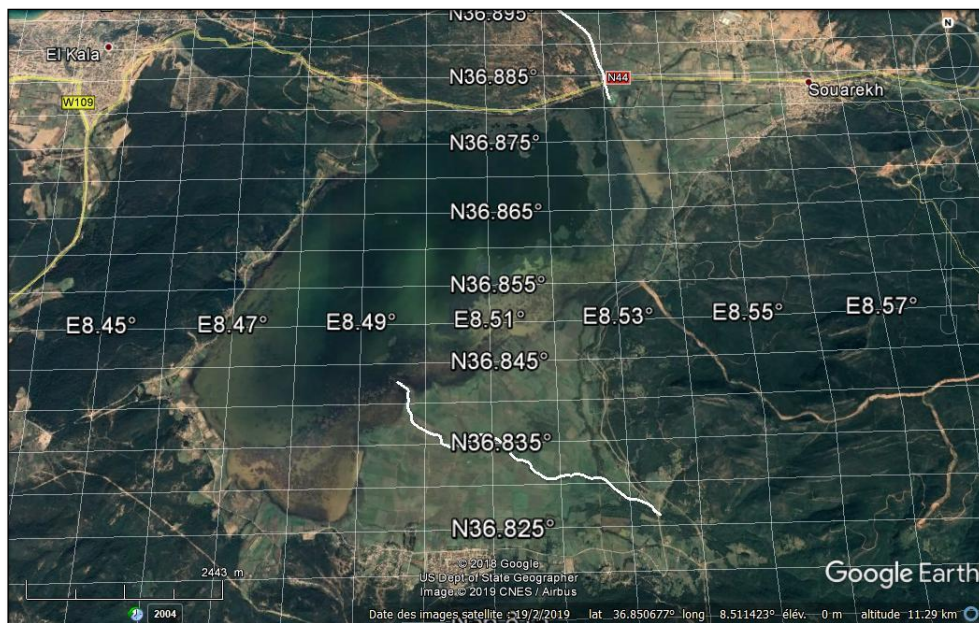 N36.895°
El Kala
N36.885°
N44
W109
Souarekh
N36.875°
N36.865°
N36.855°
E8.45° E8.47° E8.49° E8.51° E8.53° E8.55° E8.57°
N36.845°
N36.835°
N36.825°
© 2018 Google
US Dept of State Geographer
Image © 2019 CNES / Airbus
Google Earth
2443 m
2004
Date des images satellite : 19/2/2019 lat 36.850677° long 8.511423° élév. 0 m altitude 11.29 km
N